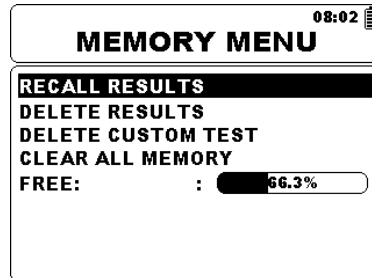 08:02
MEMORY MENU
RECALL RESULTS
DELETE RESULTS
DELETE CUSTOM TEST
CLEAR ALL MEMORY
FREE: : 66.3%